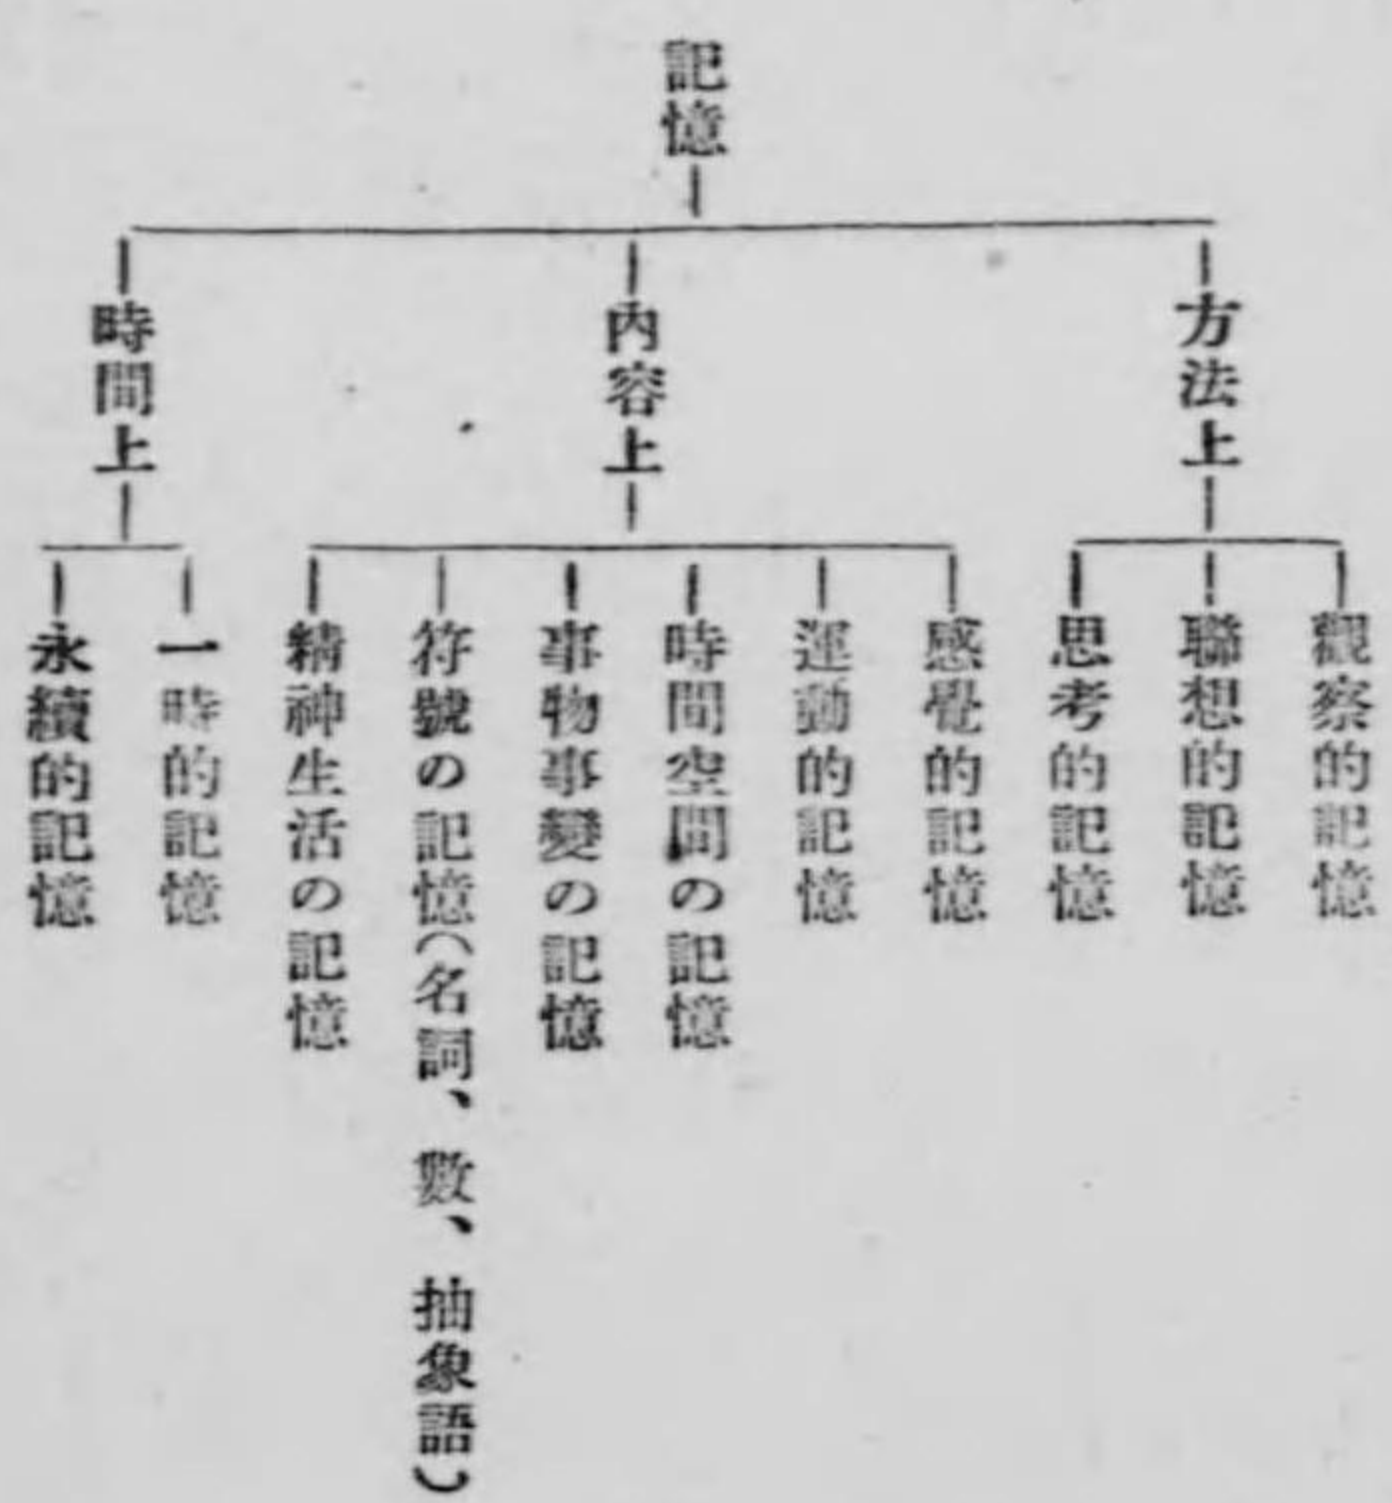 記憶
方法上
觀察的記憶
聯想的記憶
思考的記憶
內容上
感覺的記憶
運動的記憶
時間空間の記憶
事物事變の記憶
符號の記憶(名詞、數、抽象語)
精神生活の記憶
時間上
一時的記憶
永續的記憶